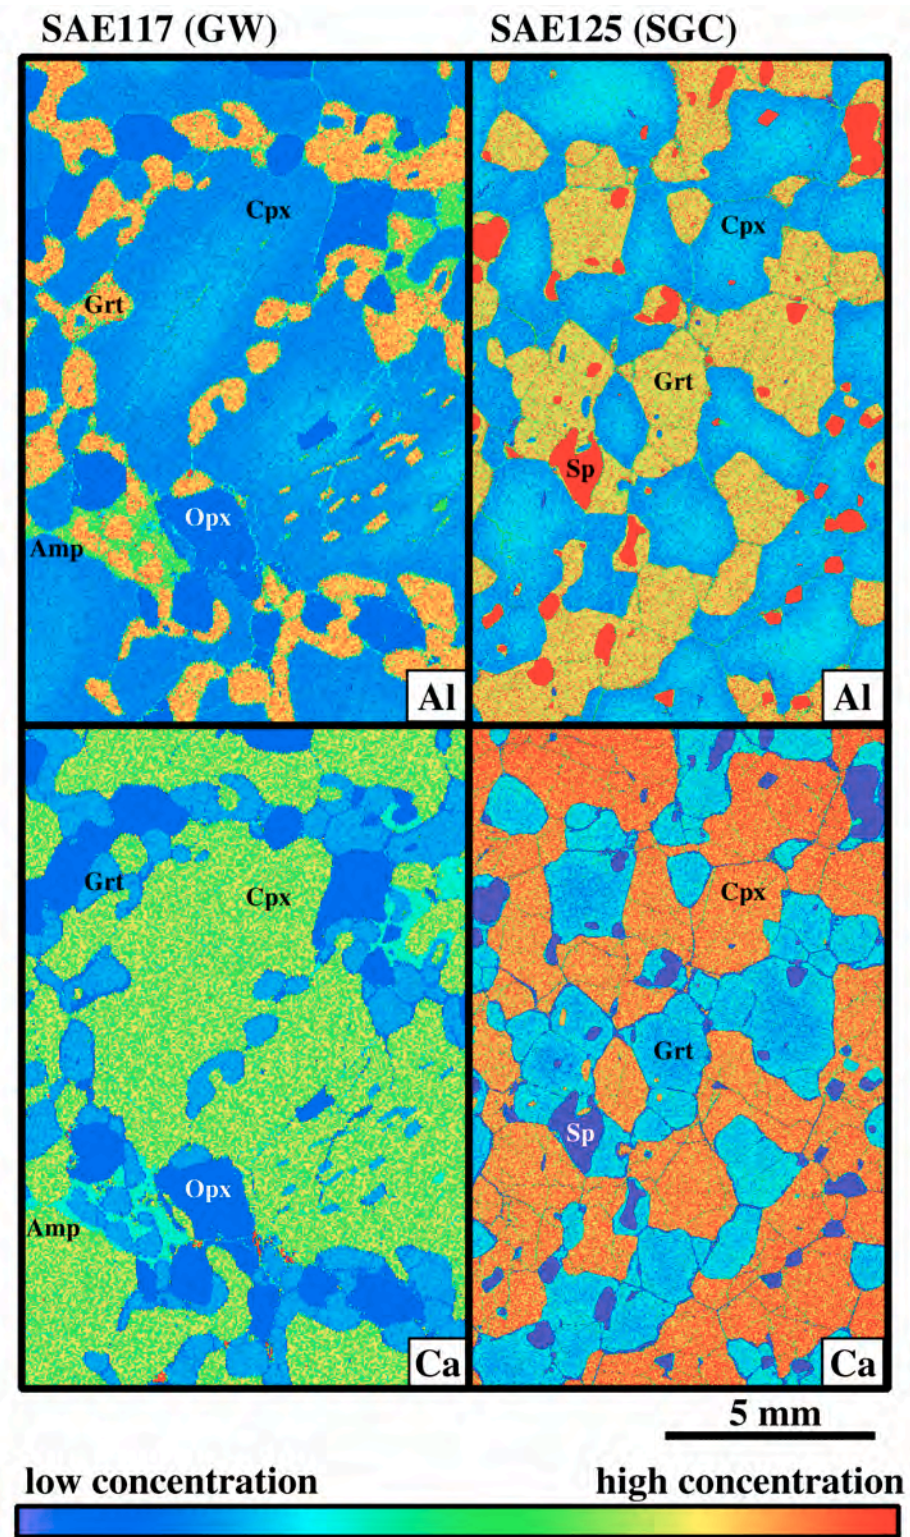 SAE117 (GW)
SAE125 (SGC)
Cpx
Grt
Opx
Amp
Al
Cpx
Grt
Sp
Al
Grt
Cpx
Opx
Amp
Ca
Cpx
Grt
Sp
Ca
5 mm
low concentration
high concentration